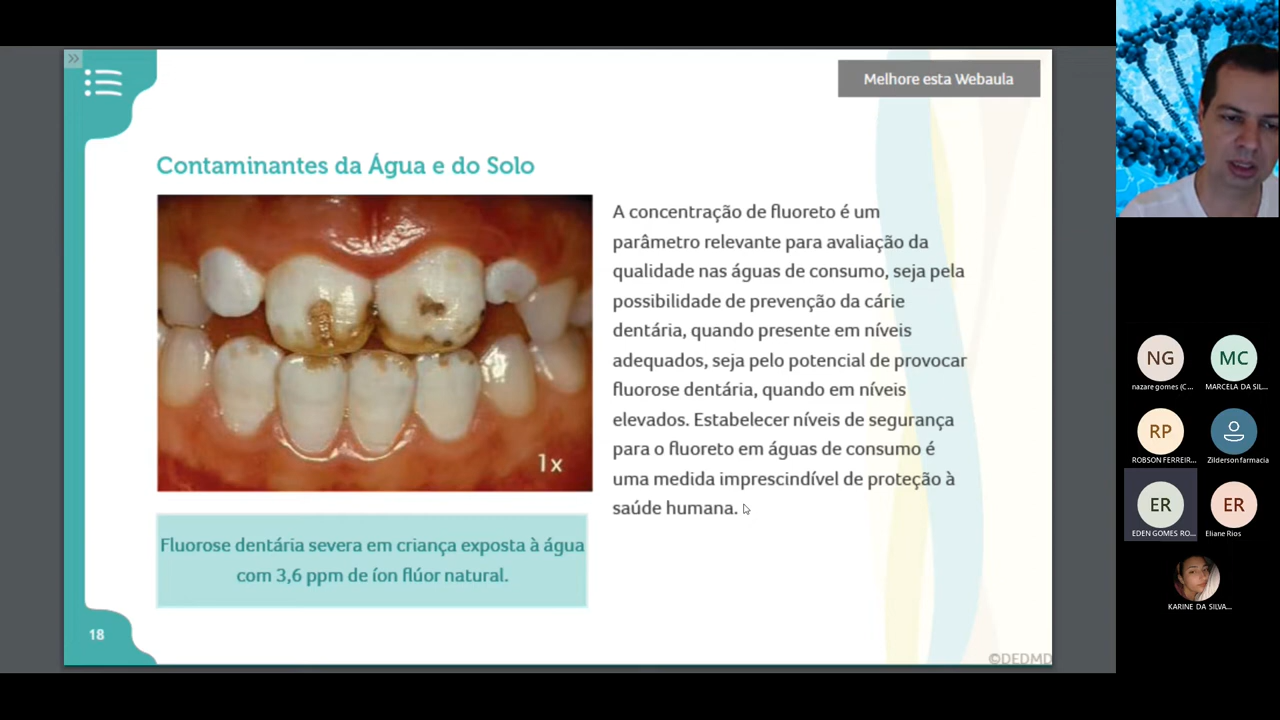 Melhore esta Webaula
Contaminantes da Água e do Solo
1x
A concentração de fluoreto é um
parâmetro relevante para avaliação da
qualidade nas águas de consumo, seja pela
possibilidade de prevenção da cárie
dentária, quando presente em níveis
adequados, seja pelo potencial de provocar
fluorose dentária, quando em níveis
elevados. Estabelecer níveis de segurança
para o fluoreto em águas de consumo é
uma medida imprescindível de proteção à
saúde humana.
Fluorose dentária severa em criança exposta à água
com 3,6 ppm de íon flúor natural.
18
©DEDMD
NG
nazare gomes (C...
MC
MARCELA DA SIL...
RP
ROBSON FERREIR...
Zilderson farmacia
ER
EDEN GOMES RO...
ER
Eliane Rios
KARINE DA SILVA...